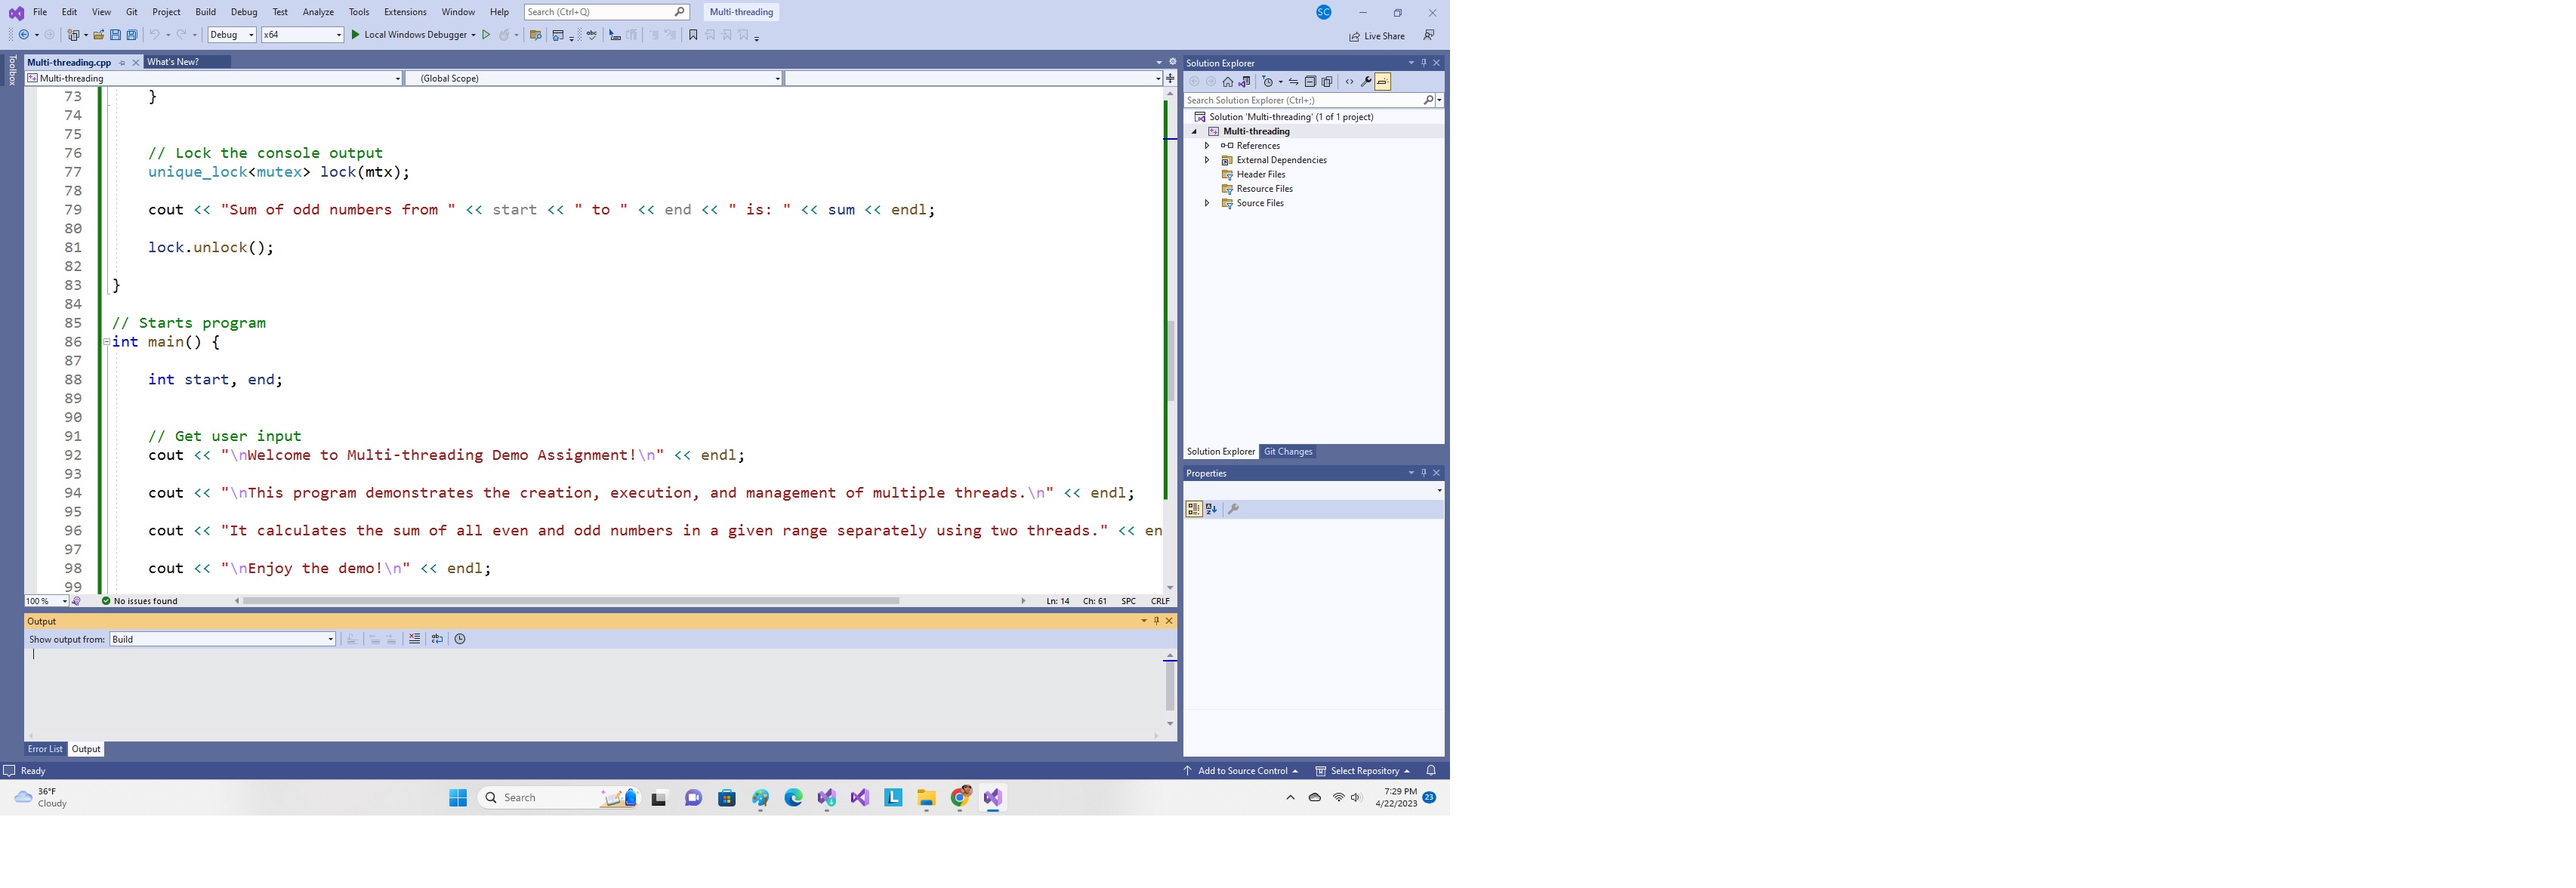 File Edit View Git Project Build Debug Test Analyze Tools Extensions Window Help Search (Ctrl+Q) Multi-threading SC
Debug x64 Local Windows Debugger Live Share
Toolbox
Multi-threading.cpp What's New?
Multi-threading (Global Scope)
73 }
74
75
76 // Lock the console output
77 unique_lock<mutex> lock(mtx);
78
79 cout << "Sum of odd numbers from " << start << " to " << end << " is: " << sum << endl;
80
81 lock.unlock();
82
83 }
84
85 // Starts program
86 int main() {
87
88 int start, end;
89
90
91 // Get user input
92 cout << "\nWelcome to Multi-threading Demo Assignment!\n" << endl;
93
94 cout << "\nThis program demonstrates the creation, execution, and management of multiple threads.\n" << endl;
95
96 cout << "It calculates the sum of all even and odd numbers in a given range separately using two threads." << en
97
98 cout << "\nEnjoy the demo!\n" << endl;
99
100 % No issues found Ln: 14 Ch: 61 SPC CRLF
Output
Show output from: Build
Error List Output
Solution Explorer
Search Solution Explorer (Ctrl+;)
Solution 'Multi-threading' (1 of 1 project)
Multi-threading
References
External Dependencies
Header Files
Resource Files
Source Files
Solution Explorer Git Changes
Properties
Ready Add to Source Control Select Repository
36°F
Cloudy
Search
7:29 PM
4/22/2023 23